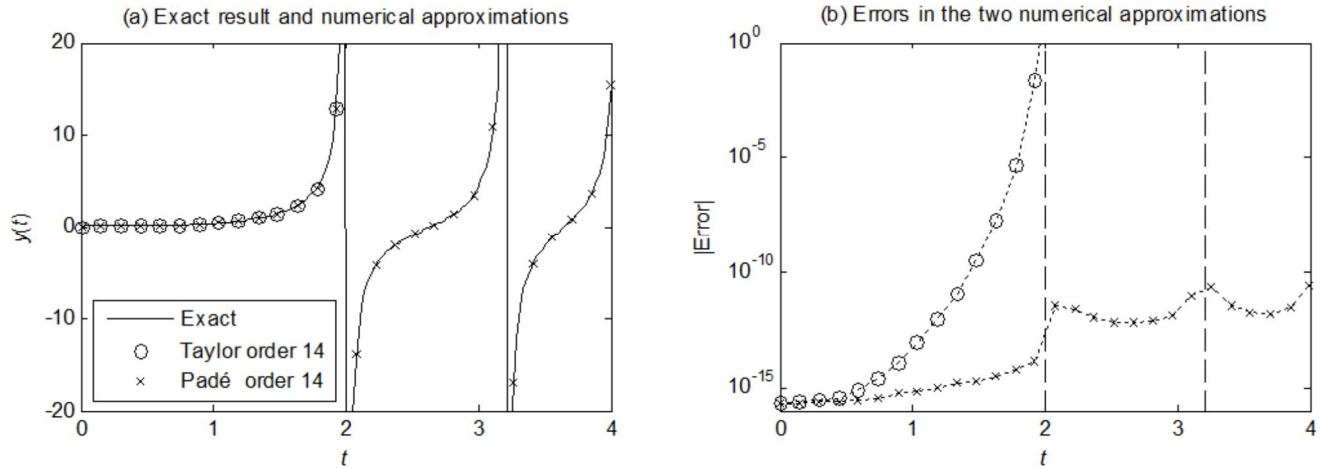 (a) Exact result and numerical approximations
20
10
0
-10
-20
y(t)
Exact
Taylor order 14
Padé order 14
0 1 2 3 4
t
(b) Errors in the two numerical approximations
10^0
10^-5
10^-10
10^-15
|Error|
0 1 2 3 4
t